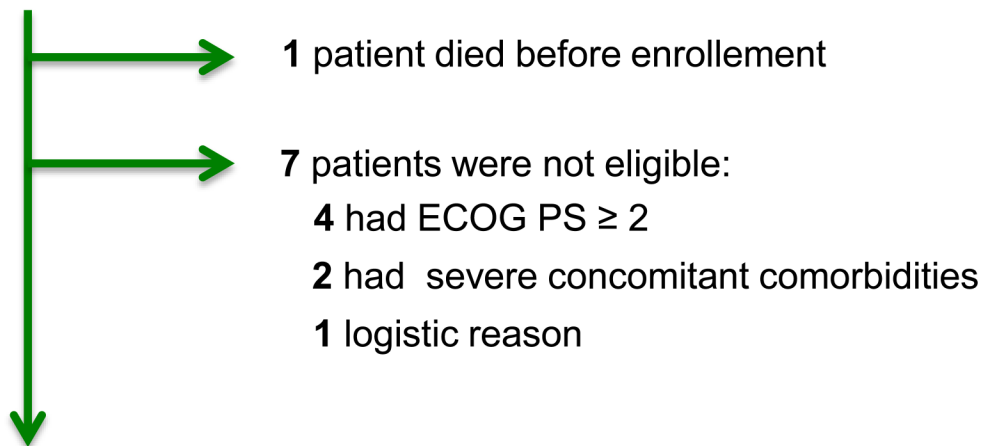 1 patient died before enrollement
7 patients were not eligible:
4 had ECOG PS ≥ 2
2 had  severe concomitant comorbidities
1 logistic reason